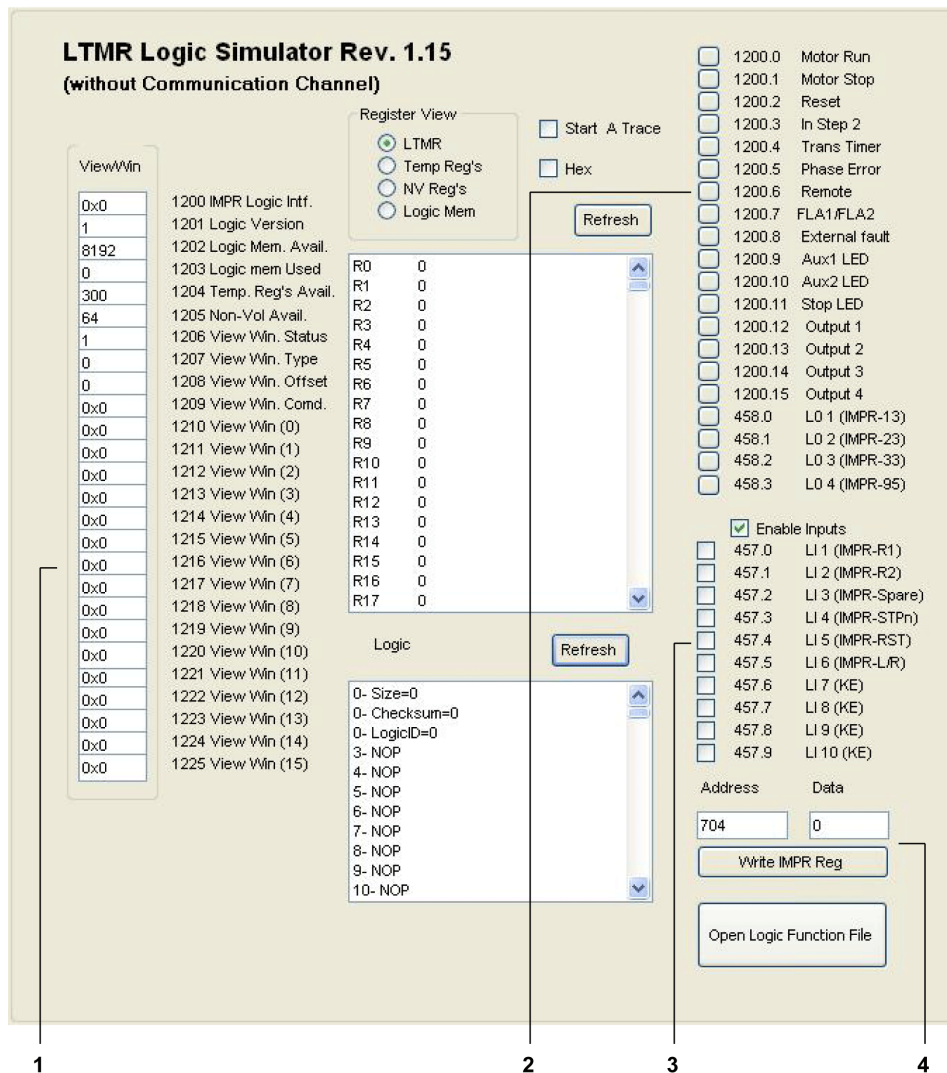 LTMR Logic Simulator Rev. 1.15
(without Communication Channel)
ViewWin
0x0 1200 IMPR Logic Intf.
1 1201 Logic Version
8192 1202 Logic Mem. Avail.
0 1203 Logic mem Used
300 1204 Temp. Reg's Avail.
64 1205 Non-Vol Avail.
1 1206 View Win. Status
0 1207 View Win. Type
0 1208 View Win. Offset
0x0 1209 View Win. Comd.
0x0 1210 View Win (0)
0x0 1211 View Win (1)
0x0 1212 View Win (2)
0x0 1213 View Win (3)
0x0 1214 View Win (4)
0x0 1215 View Win (5)
0x0 1216 View Win (6)
0x0 1217 View Win (7)
0x0 1218 View Win (8)
0x0 1219 View Win (9)
0x0 1220 View Win (10)
0x0 1221 View Win (11)
0x0 1222 View Win (12)
0x0 1223 View Win (13)
0x0 1224 View Win (14)
0x0 1225 View Win (15)
Register View
LTMR
Temp Reg's
NV Reg's
Logic Mem
Start A Trace
Hex
Refresh
R0 0
R1 0
R2 0
R3 0
R4 0
R5 0
R6 0
R7 0
R8 0
R9 0
R10 0
R11 0
R12 0
R13 0
R14 0
R15 0
R16 0
R17 0
Logic
Refresh
0- Size=0
0- Checksum=0
0- LogicID=0
3- NOP
4- NOP
5- NOP
6- NOP
7- NOP
8- NOP
9- NOP
10- NOP
1200.0 Motor Run
1200.1 Motor Stop
1200.2 Reset
1200.3 In Step 2
1200.4 Trans Timer
1200.5 Phase Error
1200.6 Remote
1200.7 FLA1/FLA2
1200.8 External fault
1200.9 Aux1 LED
1200.10 Aux2 LED
1200.11 Stop LED
1200.12 Output 1
1200.13 Output 2
1200.14 Output 3
1200.15 Output 4
458.0 L0 1 (IMPR-13)
458.1 L0 2 (IMPR-23)
458.2 L0 3 (IMPR-33)
458.3 L0 4 (IMPR-95)
Enable Inputs
457.0 LI 1 (IMPR-R1)
457.1 LI 2 (IMPR-R2)
457.2 LI 3 (IMPR-Spare)
457.3 LI 4 (IMPR-STPn)
457.4 LI 5 (IMPR-RST)
457.5 LI 6 (IMPR-L/R)
457.6 LI 7 (KE)
457.7 LI 8 (KE)
457.8 LI 9 (KE)
457.9 LI 10 (KE)
Address Data
704 0
Write IMPR Reg
Open Logic Function File
1 2 3 4